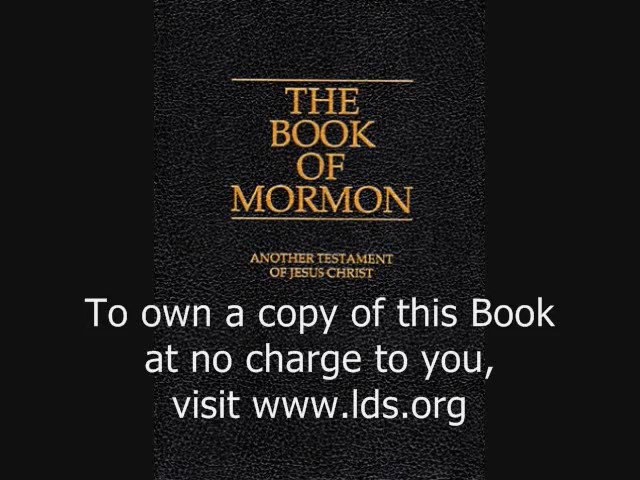 THE
BOOK
OF
MORMON
ANOTHER TESTAMENT
OF JESUS CHRIST
To own a copy of this Book
at no charge to you,
visit www.lds.org